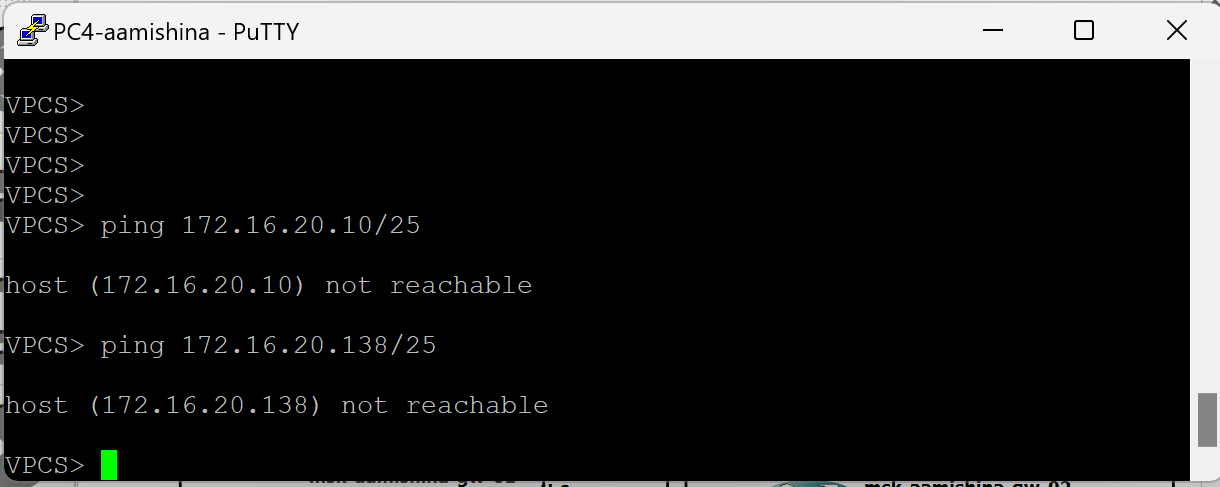 PC4-aamishina - PuTTY
VPCS>
VPCS>
VPCS>
VPCS>
VPCS> ping 172.16.20.10/25
host (172.16.20.10) not reachable
VPCS> ping 172.16.20.138/25
host (172.16.20.138) not reachable
VPCS>
msk-aamishina-gw-02